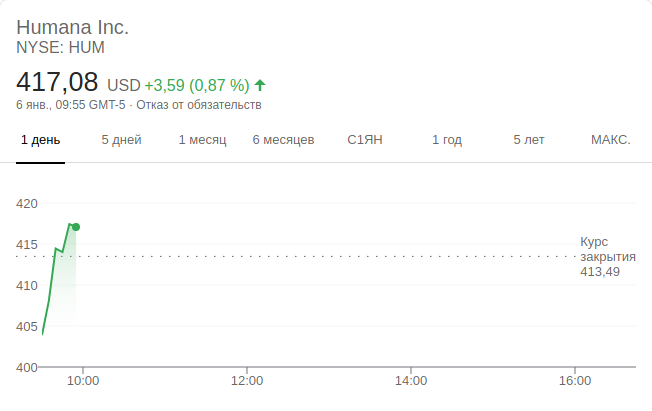 Humana Inc.
NYSE: HUM
417,08 USD +3,59 (0,87 %)
6 янв., 09:55 GMT-5 · Отказ от обязательств
1 день 5 дней 1 месяц 6 месяцев С1ЯН 1 год 5 лет МАКС.
420
415
410
405
400
Курс
закрытия
413,49
10:00 12:00 14:00 16:00